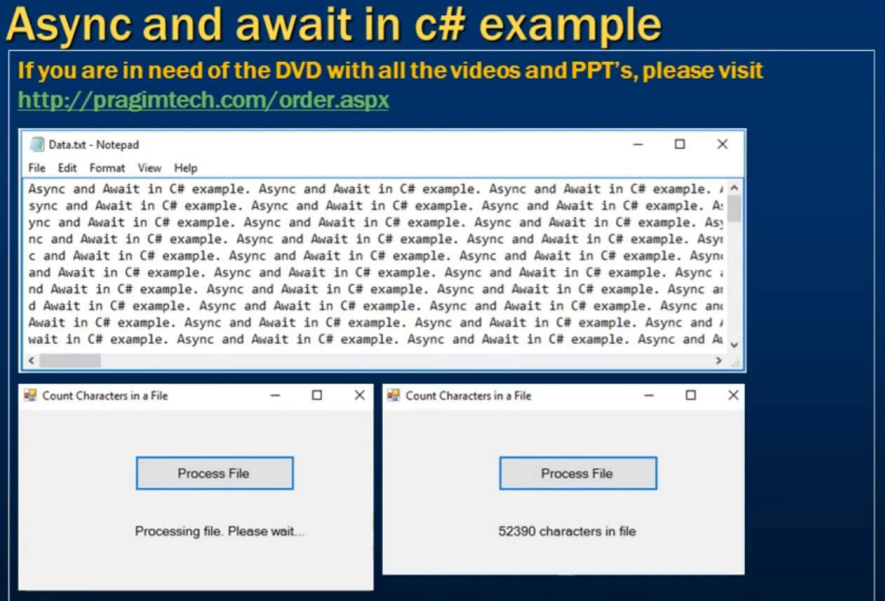 Async and await in c# example
If you are in need of the DVD with all the videos and PPT's, please visit
http://pragimtech.com/order.aspx
Data.txt - Notepad
File Edit Format View Help
Async and Await in C# example. Async and Await in C# example. Async and Await in C# example.
sync and Await in C# example. Async and Await in C# example. Async and Await in C# example.
ync and Await in C# example. Async and Await in C# example. Async and Await in C# example.
nc and Await in C# example. Async and Await in C# example. Async and Await in C# example.
c and Await in C# example. Async and Await in C# example. Async and Await in C# example.
and Await in C# example. Async and Await in C# example. Async and Await in C# example. Async
nd Await in C# example. Async and Await in C# example. Async and Await in C# example. Async
d Await in C# example. Async and Await in C# example. Async and Await in C# example. Async and
Await in C# example. Async and Await in C# example. Async and Await in C# example. Async and
wait in C# example. Async and Await in C# example. Async and Await in C# example. Async and
Count Characters in a File
Process File
Processing file. Please wait...
Count Characters in a File
Process File
52390 characters in file